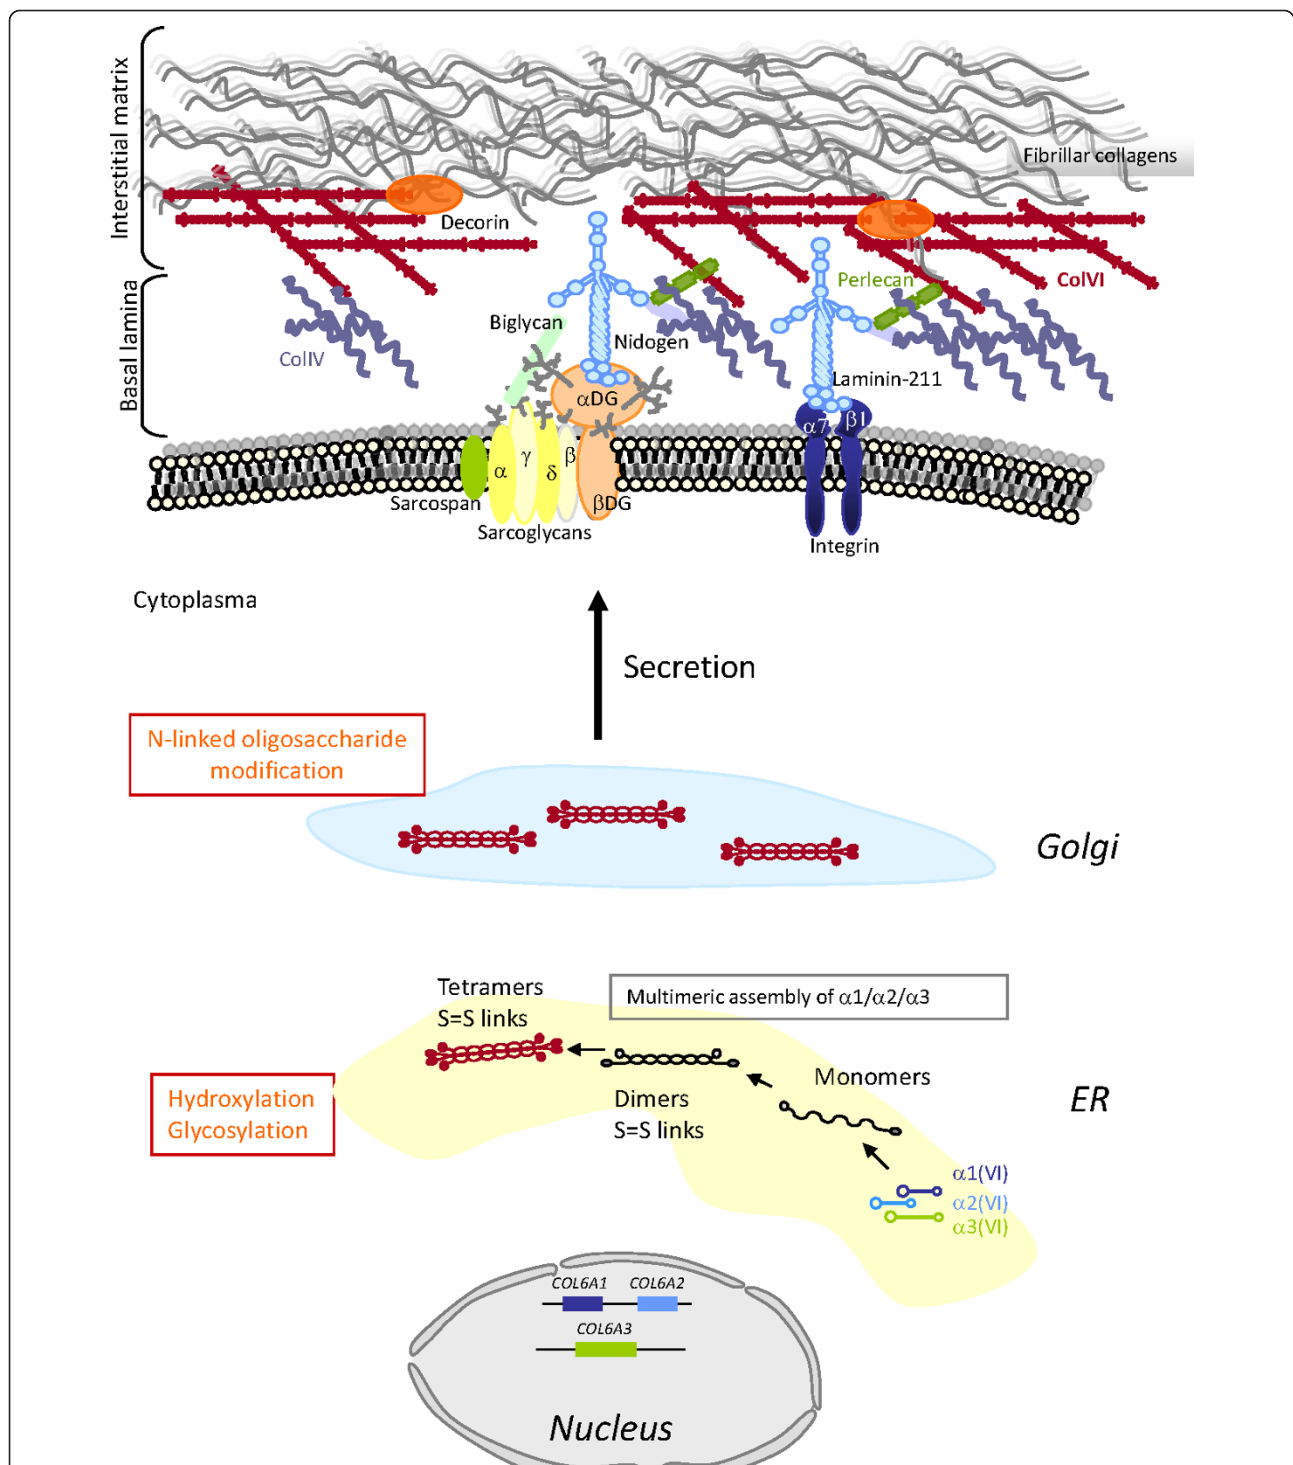 Interstitial matrix
Fibrillar collagens
Decorin
ColVI
Perlecan
Basal lamina
Biglycan
Nidogen
ColIV
Laminin-211
αDG
α7
β1
α
γ
δ
β
βDG
Sarcospan
Sarcoglycans
Integrin
Cytoplasma
Secretion
N-linked oligosaccharide
modification
Golgi
Tetramers
S=S links
Multimeric assembly of α1/α2/α3
Monomers
Hydroxylation
Glycosylation
Dimers
S=S links
ER
α1(VI)
α2(VI)
α3(VI)
COL6A1 COL6A2
COL6A3
Nucleus